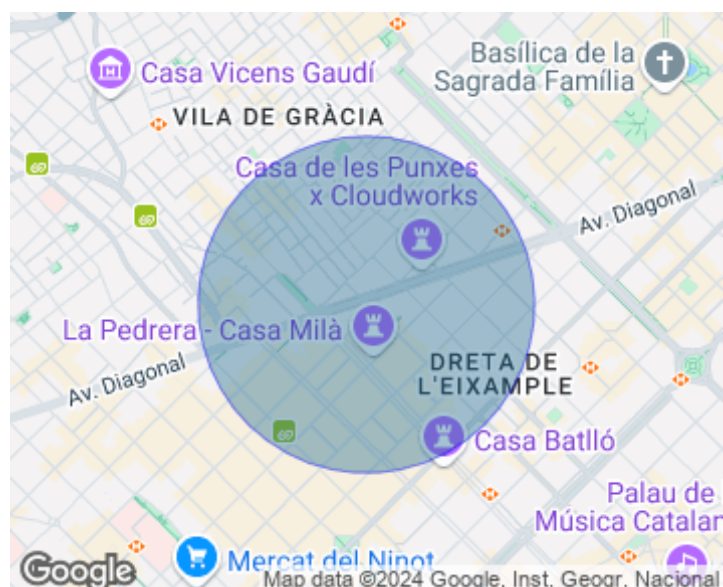 Basílica de la
Sagrada Família
Casa Vicens Gaudí
VILA DE GRÀCIA
Casa de les Punxes
x Cloudworks
Av. Diagonal
La Pedrera - Casa Milà
DRETA DE
L'EIXAMPLE
Av. Diagonal
Casa Batlló
Palau de
Música Catalan
Mercat del Ninot
Google
Map data ©2024 Google, Inst. Geogr. Nacional